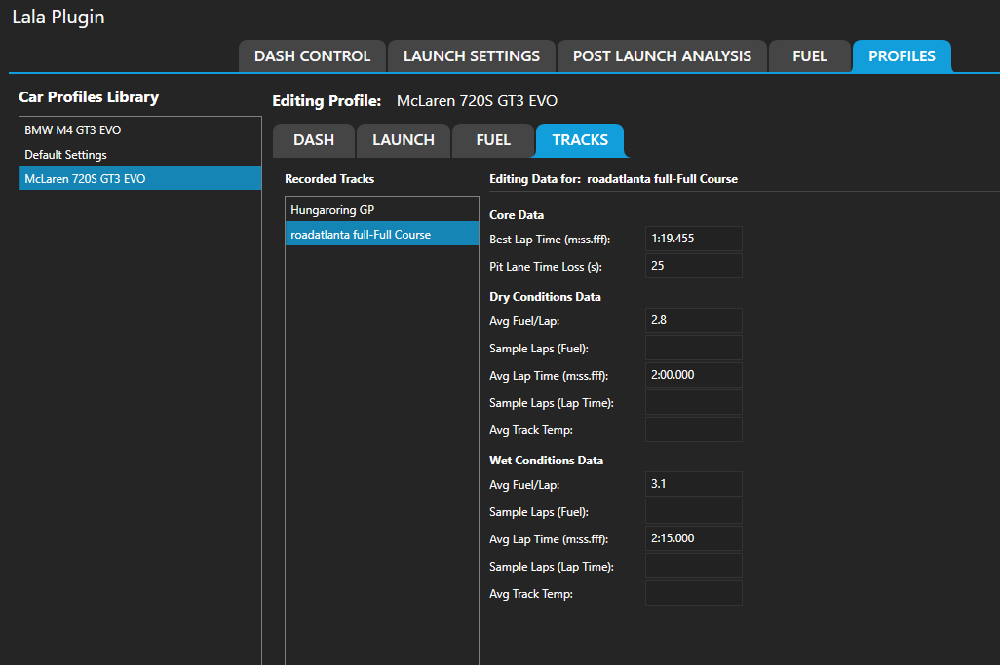 Lala Plugin
DASH CONTROL LAUNCH SETTINGS POST LAUNCH ANALYSIS FUEL PROFILES
Car Profiles Library
BMW M4 GT3 EVO
Default Settings
McLaren 720S GT3 EVO
Editing Profile: McLaren 720S GT3 EVO
DASH LAUNCH FUEL TRACKS
Recorded Tracks
Hungaroring GP
roadatlanta full-Full Course
Editing Data for: roadatlanta full-Full Course
Core Data
Best Lap Time (m:ss.fff): 1:19.455
Pit Lane Time Loss (s): 25
Dry Conditions Data
Avg Fuel/Lap: 2.8
Sample Laps (Fuel):
Avg Lap Time (m:ss.fff): 2:00.000
Sample Laps (Lap Time):
Avg Track Temp:
Wet Conditions Data
Avg Fuel/Lap: 3.1
Sample Laps (Fuel):
Avg Lap Time (m:ss.fff): 2:15.000
Sample Laps (Lap Time):
Avg Track Temp: